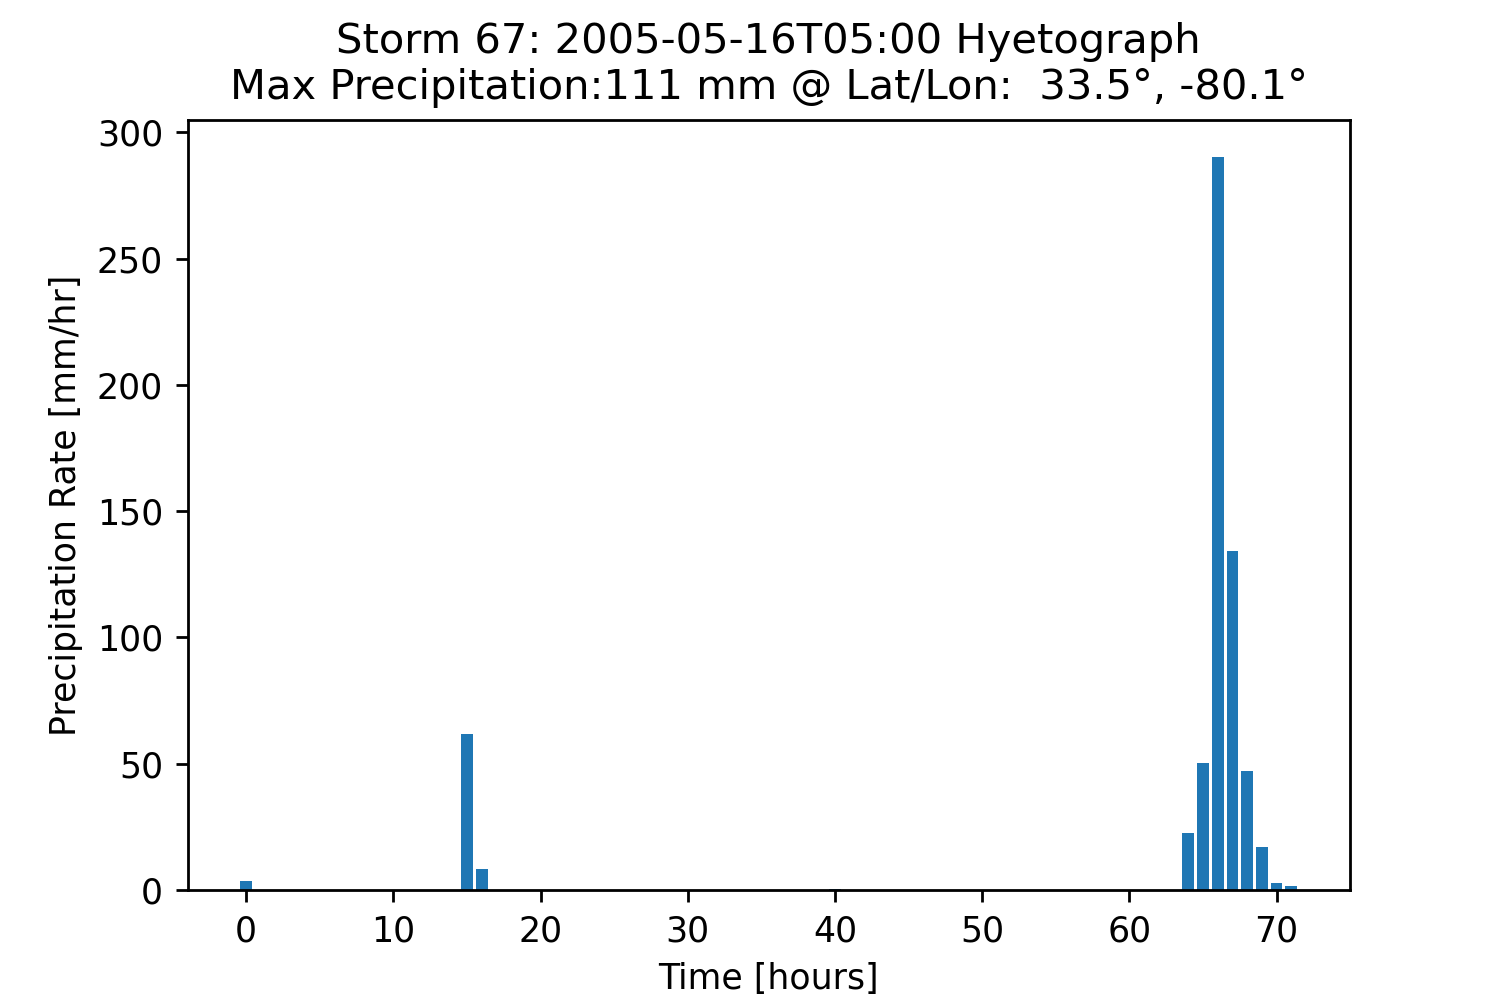 Storm 67: 2005-05-16T05:00 Hyetograph
Max Precipitation:111 mm @ Lat/Lon:  33.5°, -80.1°
300
250
200
150
100
50
0
Precipitation Rate [mm/hr]
0 10 20 30 40 50 60 70
Time [hours]